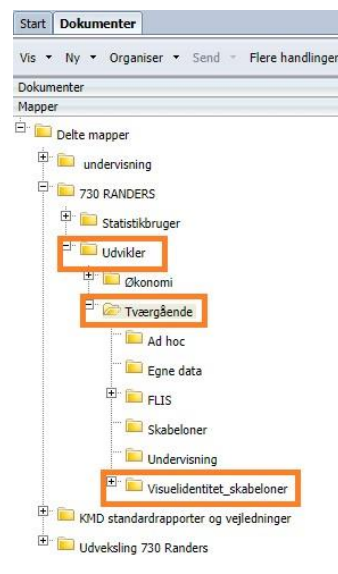 Start Dokumenter
Vis Ny Organiser Send Flere handlinger
Dokumenter
Mapper
Delte mapper
undervisning
730 RANDERS
Statistikbruger
Udvikler
Økonomi
Tværgående
Ad hoc
Egne data
FLIS
Skabeloner
Undervisning
Visuelidentitet_skabeloner
KMD standardrapporter og vejledninger
Udveksling 730 Randers